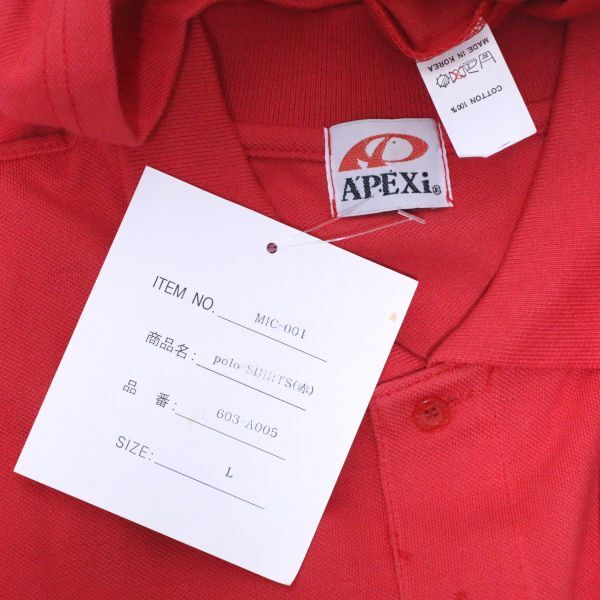 MADE IN KOREA
COTTON 100%
A'PEXi®
ITEM NO. MIC-001
商品名: polo-SHIRTS(赤)
品 番: 603-A005
SIZE: L